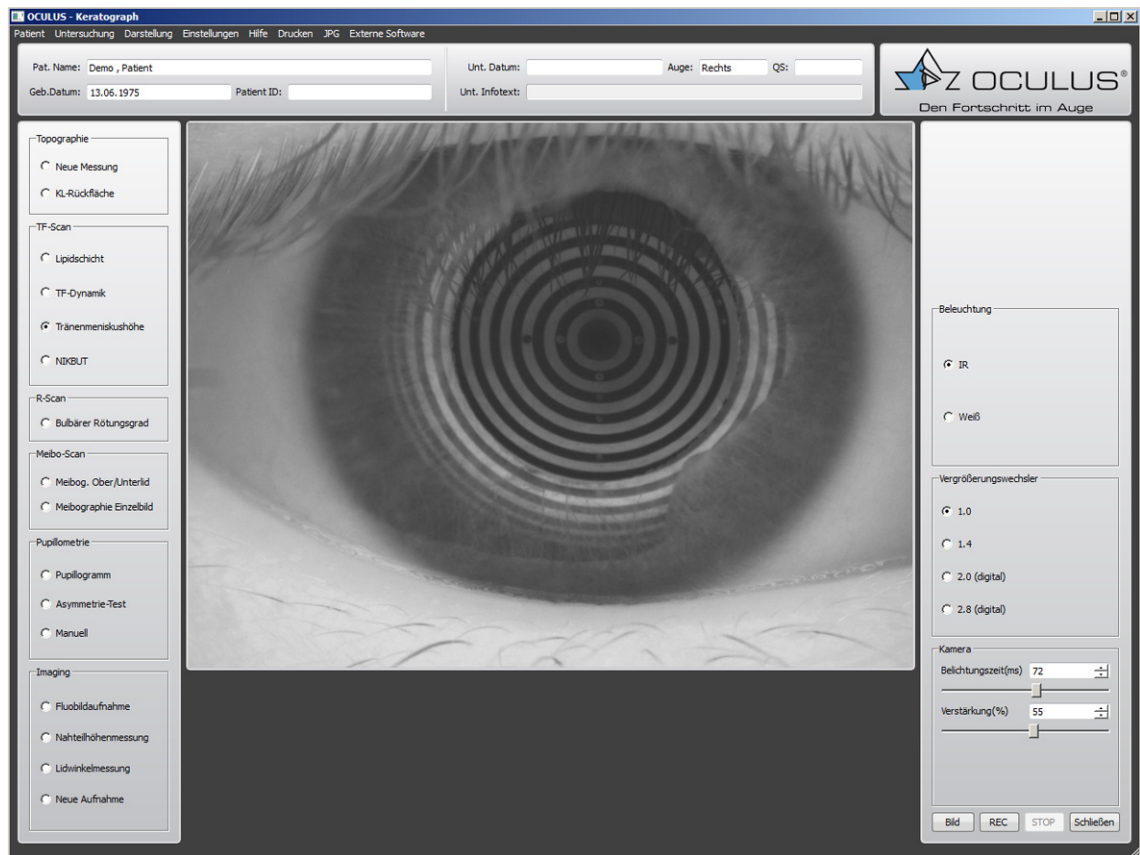 OCULUS - Keratograph
Patient Untersuchung Darstellung Einstellungen Hilfe Drucken JPG Externe Software
Pat. Name: Demo , Patient
Geb.Datum: 13.06.1975 Patient ID:
Unt. Datum: Auge: Rechts QS:
Unt. Infotext:
OCULUS®
Den Fortschritt im Auge
Topographie
Neue Messung
KL-Rückfläche
TF-Scan
Lipidschicht
TF-Dynamik
Tränenmeniskushöhe
NIKBUT
R-Scan
Bulbärer Rötungsgrad
Meibo-Scan
Meibog. Ober/Unterlid
Meibographie Einzelbild
Pupillometrie
Pupillogramm
Asymmetrie-Test
Manuell
Imaging
Fluobildaufnahme
Nahteilhöhenmessung
Lidwinkelmessung
Neue Aufnahme
Beleuchtung
IR
Weiß
Vergrößerungswechsler
1.0
1.4
2.0 (digital)
2.8 (digital)
Kamera
Belichtungszeit(ms) 72
Verstärkung(%) 55
Bild REC STOP Schließen